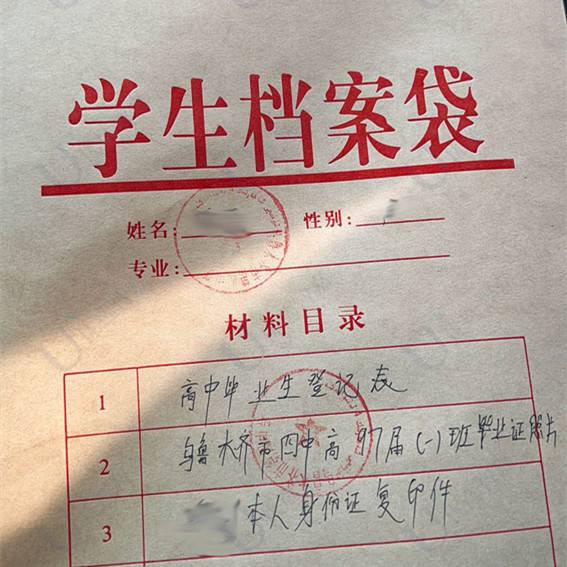 学生档案袋
姓名: 性别:
专业:
材料目录
1 高中毕业生登记表
2 乌鲁木齐市四中高97届(一)班毕业证照片
3 本人身份证复印件